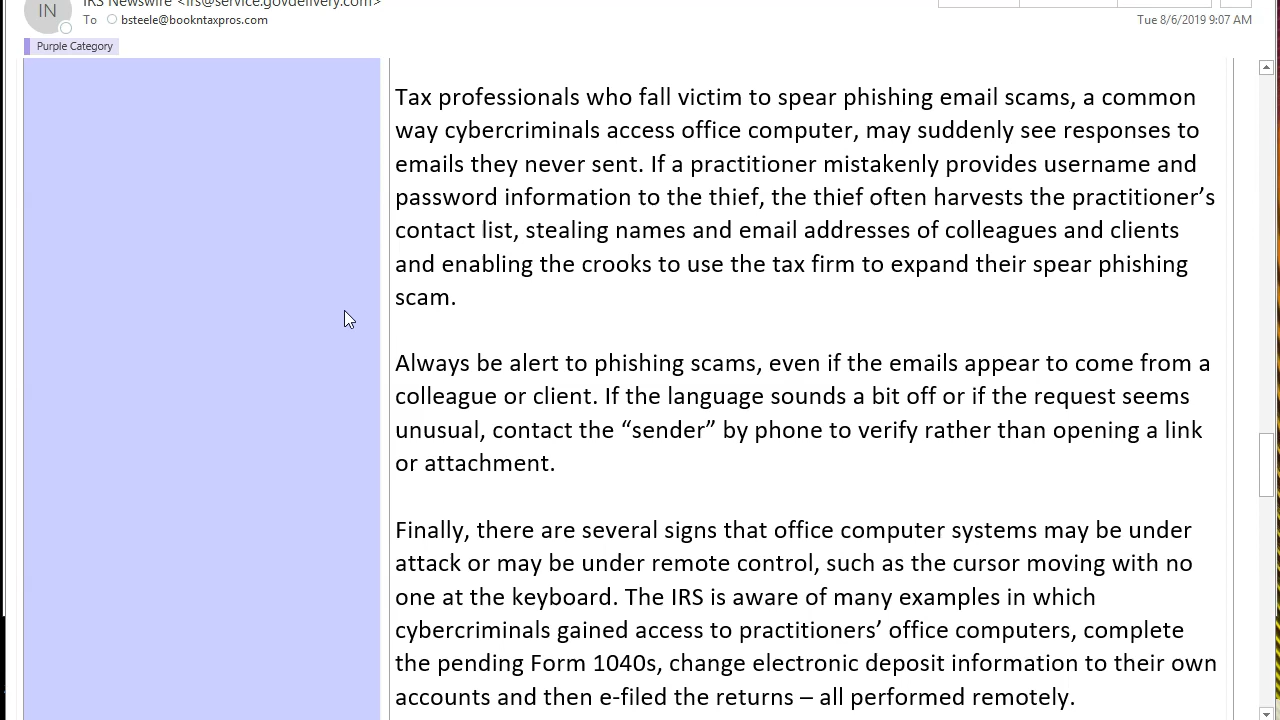 IN
IRS Newswire <irs@service.govdelivery.com>
To bsteele@bookntaxpros.com
Tue 8/6/2019 9:07 AM
Purple Category
Tax professionals who fall victim to spear phishing email scams, a common
way cybercriminals access office computer, may suddenly see responses to
emails they never sent. If a practitioner mistakenly provides username and
password information to the thief, the thief often harvests the practitioner’s
contact list, stealing names and email addresses of colleagues and clients
and enabling the crooks to use the tax firm to expand their spear phishing
scam.
Always be alert to phishing scams, even if the emails appear to come from a
colleague or client. If the language sounds a bit off or if the request seems
unusual, contact the “sender” by phone to verify rather than opening a link
or attachment.
Finally, there are several signs that office computer systems may be under
attack or may be under remote control, such as the cursor moving with no
one at the keyboard. The IRS is aware of many examples in which
cybercriminals gained access to practitioners’ office computers, complete
the pending Form 1040s, change electronic deposit information to their own
accounts and then e-filed the returns – all performed remotely.